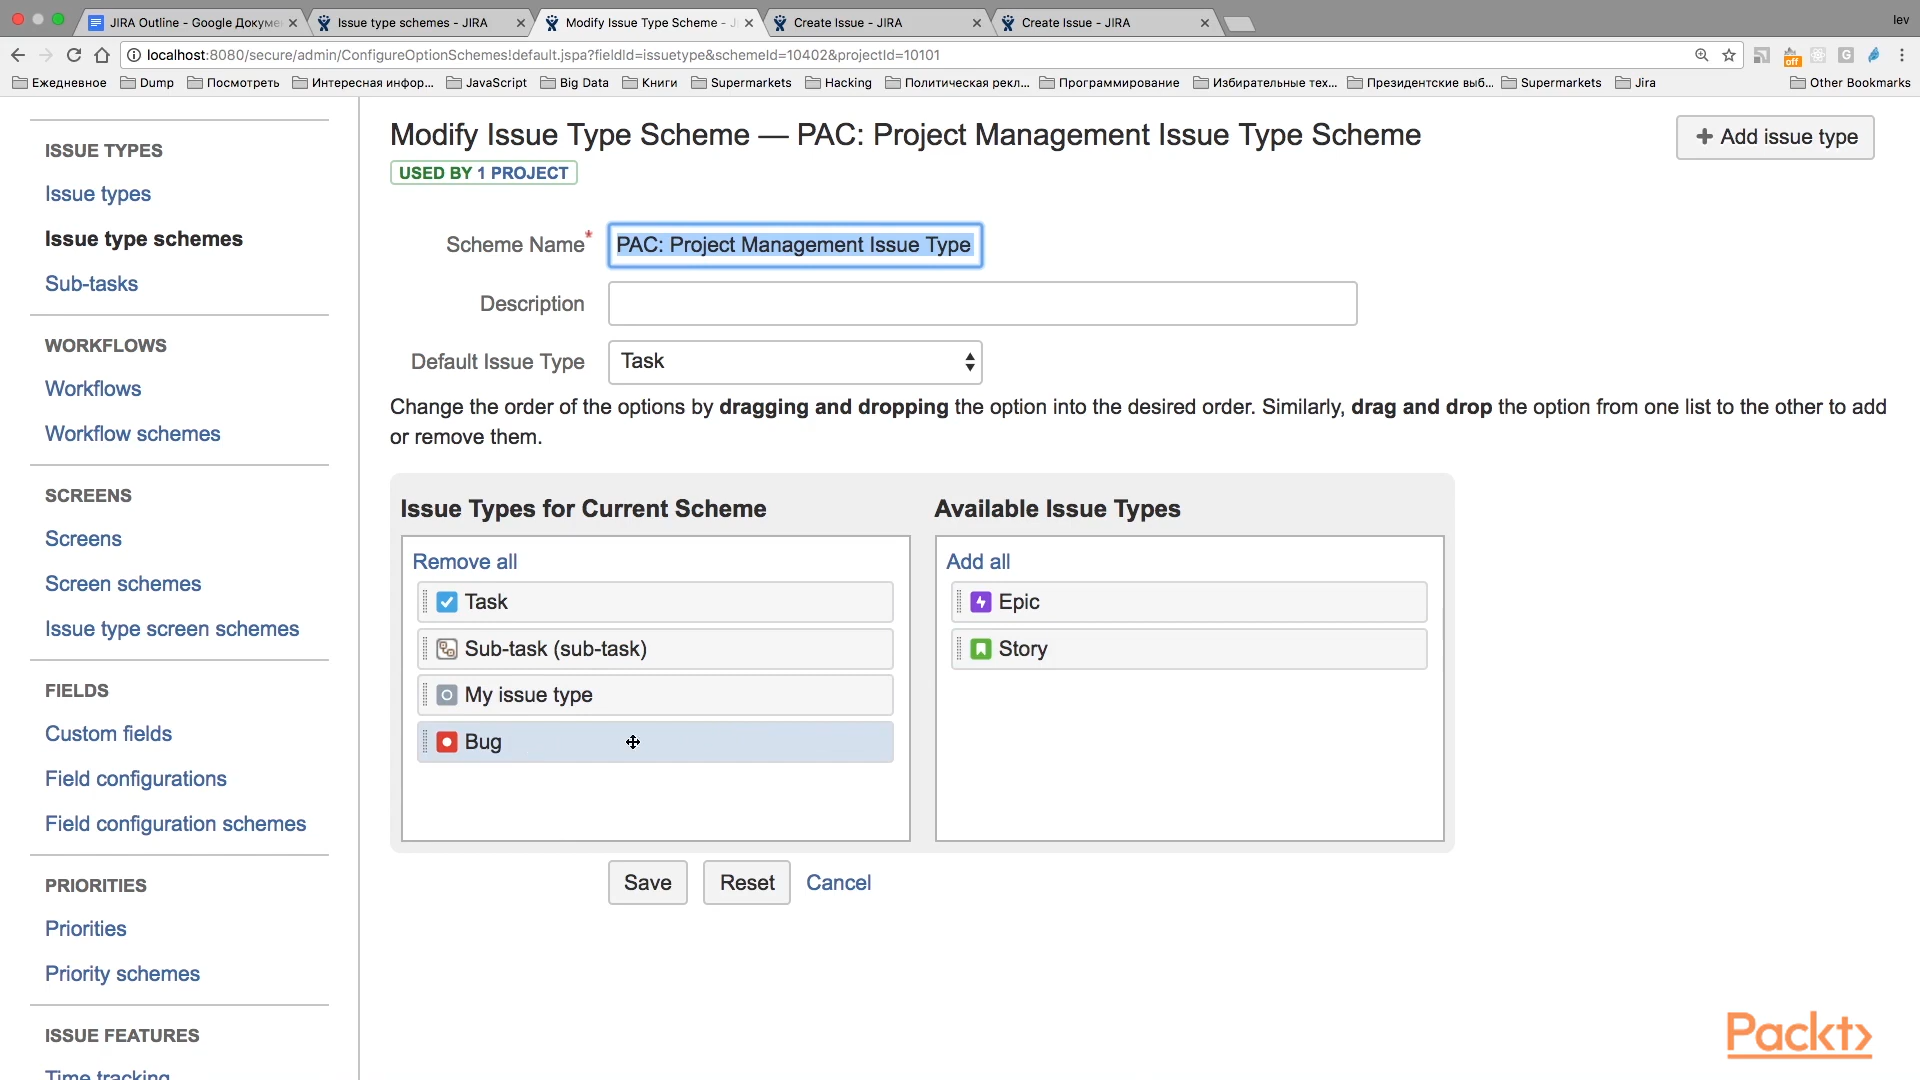 JIRA Outline - Google Докуме
Issue type schemes - JIRA
Modify Issue Type Scheme - J
Create Issue - JIRA
Create Issue - JIRA
lev
localhost:8080/secure/admin/ConfigureOptionSchemes!default.jspa?fieldId=issuetype&schemeId=10402&projectId=10101
off
G
Ежедневное
Dump
Посмотреть
Интересная инфор...
JavaScript
Big Data
Книги
Supermarkets
Hacking
Политическая рекл...
Программирование
Избирательные тех...
Президентские выб...
Supermarkets
Jira
Other Bookmarks
ISSUE TYPES
Issue types
Issue type schemes
Sub-tasks
WORKFLOWS
Workflows
Workflow schemes
SCREENS
Screens
Screen schemes
Issue type screen schemes
FIELDS
Custom fields
Field configurations
Field configuration schemes
PRIORITIES
Priorities
Priority schemes
ISSUE FEATURES
Time tracking
Modify Issue Type Scheme — PAC: Project Management Issue Type Scheme
+ Add issue type
USED BY 1 PROJECT
Scheme Name* PAC: Project Management Issue Type
Description
Default Issue Type Task
Change the order of the options by dragging and dropping the option into the desired order. Similarly, drag and drop the option from one list to the other to add
or remove them.
Issue Types for Current Scheme
Remove all
Task
Sub-task (sub-task)
My issue type
Bug
Available Issue Types
Add all
Epic
Story
Save
Reset
Cancel
Packt>